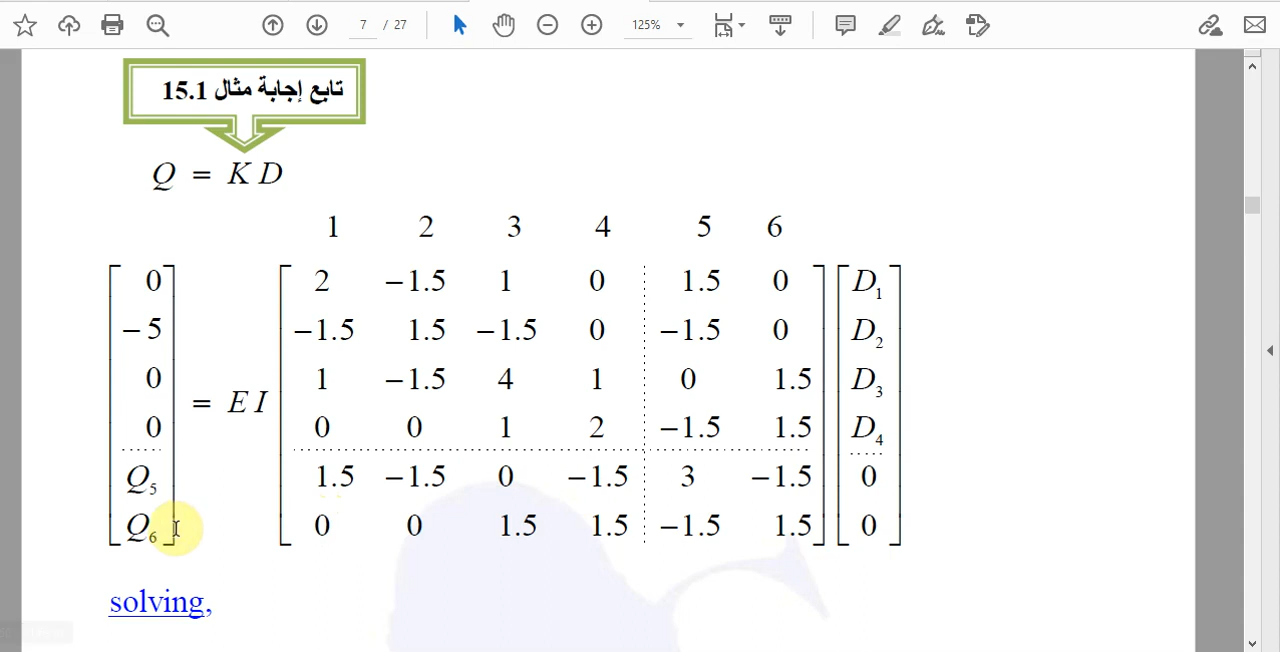 7 / 27 125%
تابع إجابة مثال 15.1
Q = K D
1 2 3 4 5 6
0 2 −1.5 1 0 1.5 0 D1
−5 −1.5 1.5 −1.5 0 −1.5 0 D2
0 1 −1.5 4 1 0 1.5 D3
= E I
0 0 0 1 2 −1.5 1.5 D4
Q5 1.5 −1.5 0 −1.5 3 −1.5 0
Q6 0 0 1.5 1.5 −1.5 1.5 0
solving,